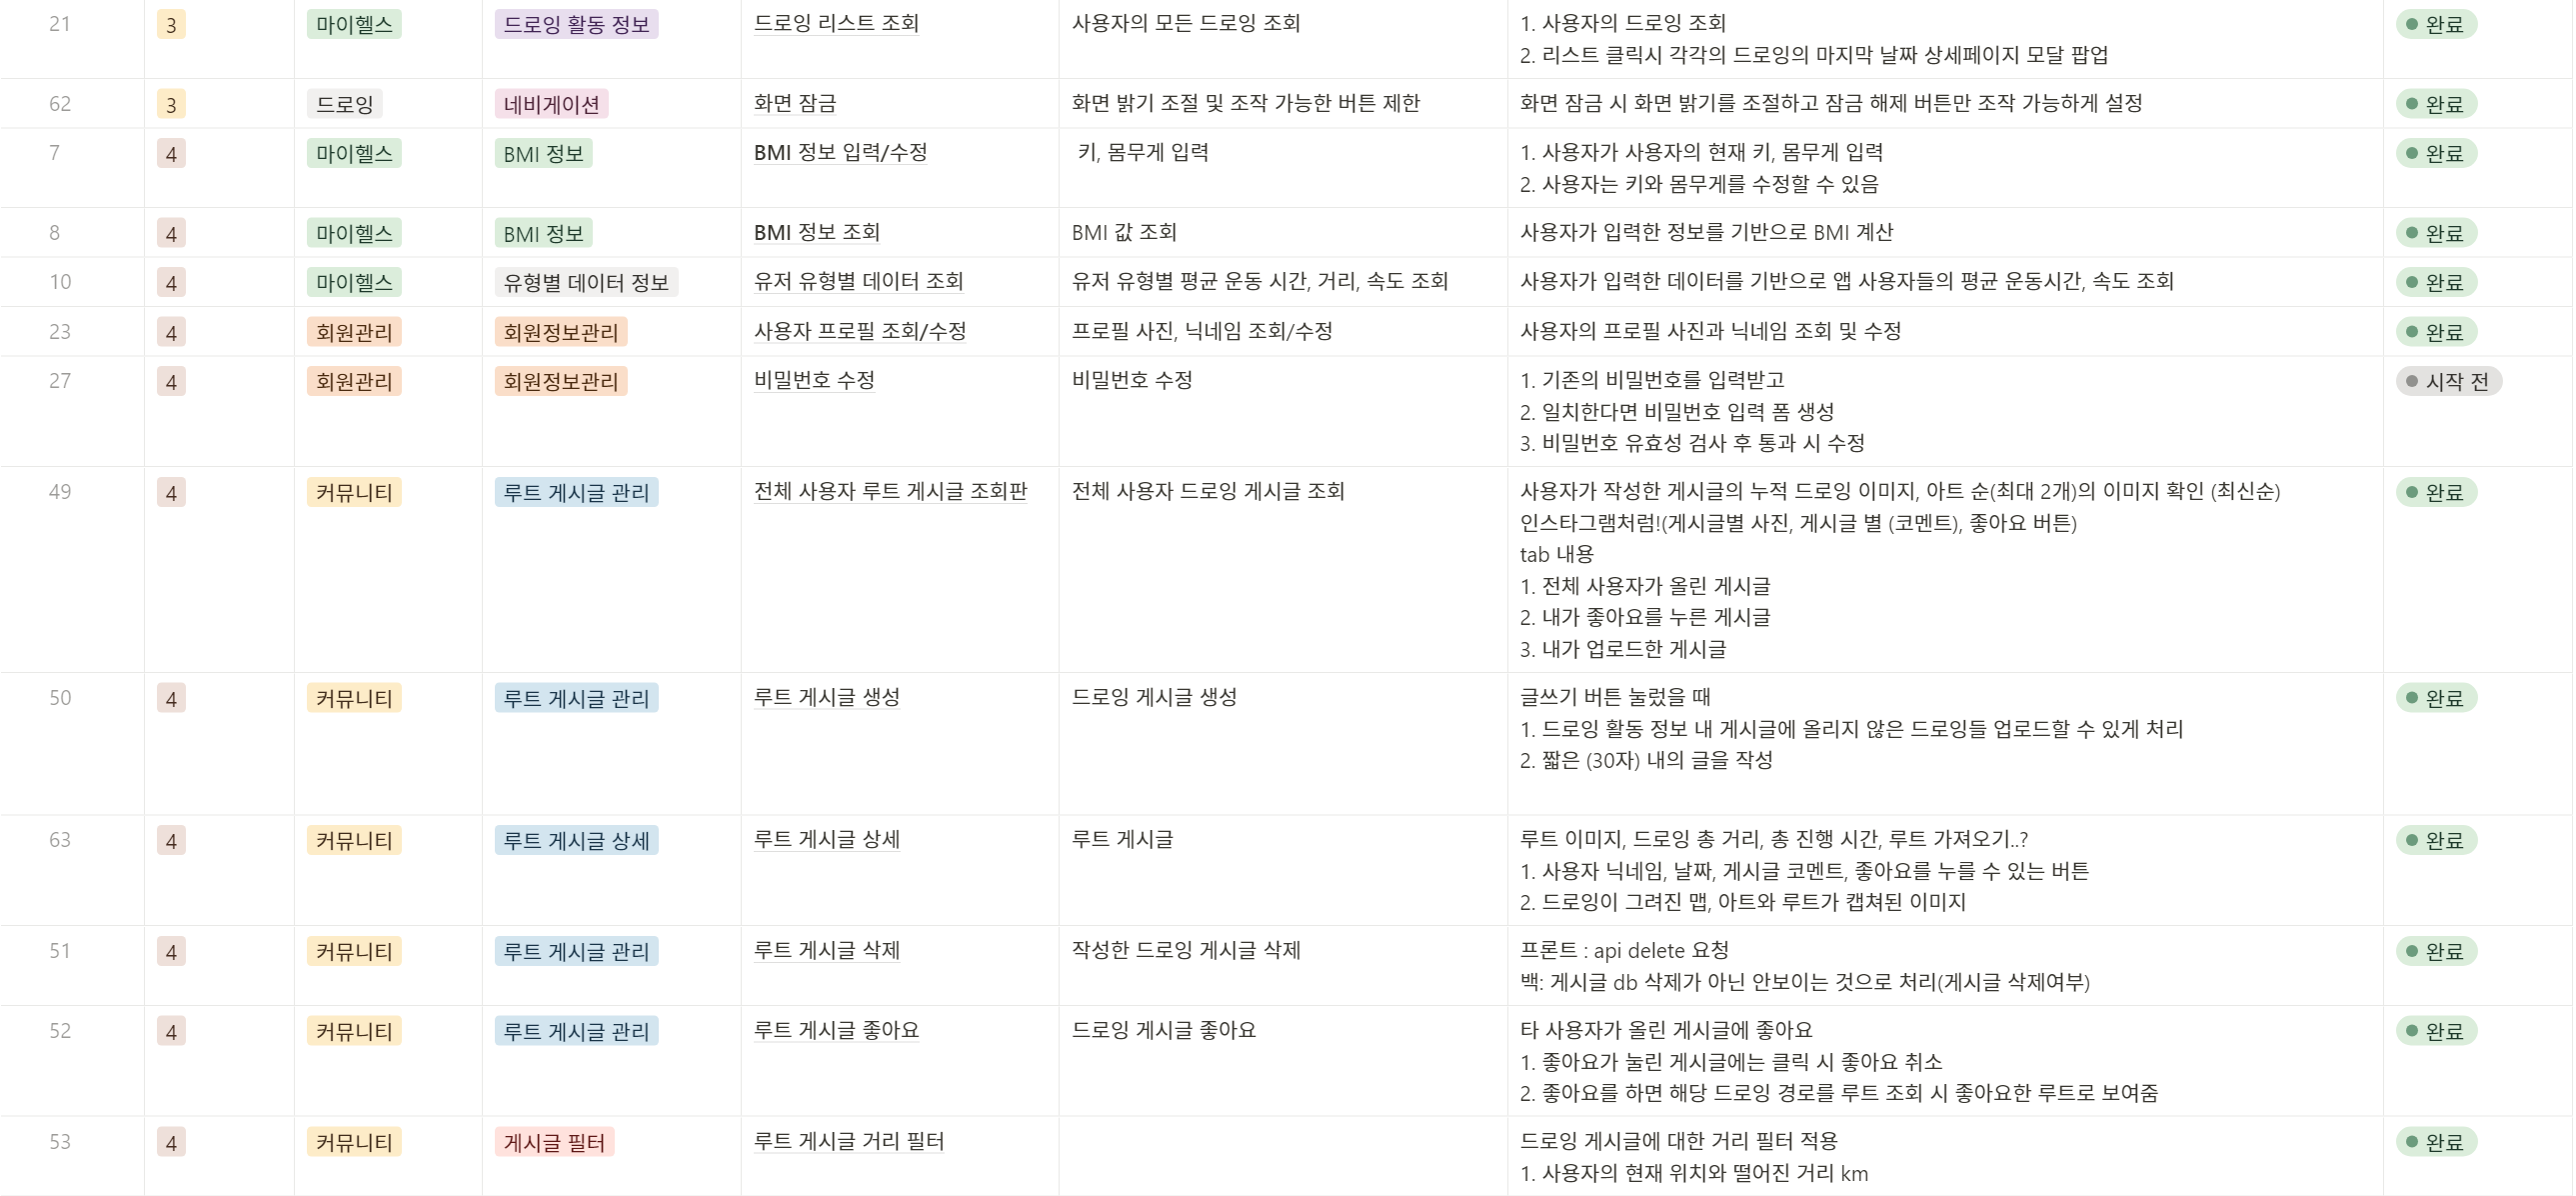 21 3 마이헬스 드로잉 활동 정보 드로잉 리스트 조회 사용자의 모든 드로잉 조회 1. 사용자의 드로잉 조회 완료
2. 리스트 클릭시 각각의 드로잉의 마지막 날짜 상세페이지 모달 팝업
62 3 드로잉 네비게이션 화면 잠금 화면 밝기 조절 및 조작 가능한 버튼 제한 화면 잠금 시 화면 밝기를 조절하고 잠금 해제 버튼만 조작 가능하게 설정 완료
7 4 마이헬스 BMI 정보 BMI 정보 입력/수정 키, 몸무게 입력 1. 사용자가 사용자의 현재 키, 몸무게 입력 완료
2. 사용자는 키와 몸무게를 수정할 수 있음
8 4 마이헬스 BMI 정보 BMI 정보 조회 BMI 값 조회 사용자가 입력한 정보를 기반으로 BMI 계산 완료
10 4 마이헬스 유형별 데이터 정보 유저 유형별 데이터 조회 유저 유형별 평균 운동 시간, 거리, 속도 조회 사용자가 입력한 데이터를 기반으로 앱 사용자들의 평균 운동시간, 속도 조회 완료
23 4 회원관리 회원정보관리 사용자 프로필 조회/수정 프로필 사진, 닉네임 조회/수정 사용자의 프로필 사진과 닉네임 조회 및 수정 완료
27 4 회원관리 회원정보관리 비밀번호 수정 비밀번호 수정 1. 기존의 비밀번호를 입력받고 시작 전
2. 일치한다면 비밀번호 입력 폼 생성
3. 비밀번호 유효성 검사 후 통과 시 수정
49 4 커뮤니티 루트 게시글 관리 전체 사용자 루트 게시글 조회판 전체 사용자 드로잉 게시글 조회 사용자가 작성한 게시글의 누적 드로잉 이미지, 아트 순(최대 2개)의 이미지 확인 (최신순) 완료
인스타그램처럼!(게시글별 사진, 게시글 별 (코멘트), 좋아요 버튼)
tab 내용
1. 전체 사용자가 올린 게시글
2. 내가 좋아요를 누른 게시글
3. 내가 업로드한 게시글
50 4 커뮤니티 루트 게시글 관리 루트 게시글 생성 드로잉 게시글 생성 글쓰기 버튼 눌렀을 때 완료
1. 드로잉 활동 정보 내 게시글에 올리지 않은 드로잉들 업로드할 수 있게 처리
2. 짧은 (30자) 내의 글을 작성
63 4 커뮤니티 루트 게시글 상세 루트 게시글 상세 루트 게시글 루트 이미지, 드로잉 총 거리, 총 진행 시간, 루트 가져오기..? 완료
1. 사용자 닉네임, 날짜, 게시글 코멘트, 좋아요를 누를 수 있는 버튼
2. 드로잉이 그려진 맵, 아트와 루트가 캡쳐된 이미지
51 4 커뮤니티 루트 게시글 관리 루트 게시글 삭제 작성한 드로잉 게시글 삭제 프론트 : api delete 요청 완료
백: 게시글 db 삭제가 아닌 안보이는 것으로 처리(게시글 삭제여부)
52 4 커뮤니티 루트 게시글 관리 루트 게시글 좋아요 드로잉 게시글 좋아요 타 사용자가 올린 게시글에 좋아요 완료
1. 좋아요가 눌린 게시글에는 클릭 시 좋아요 취소
2. 좋아요를 하면 해당 드로잉 경로를 루트 조회 시 좋아요한 루트로 보여줌
53 4 커뮤니티 게시글 필터 루트 게시글 거리 필터 드로잉 게시글에 대한 거리 필터 적용 완료
1. 사용자의 현재 위치와 떨어진 거리 km